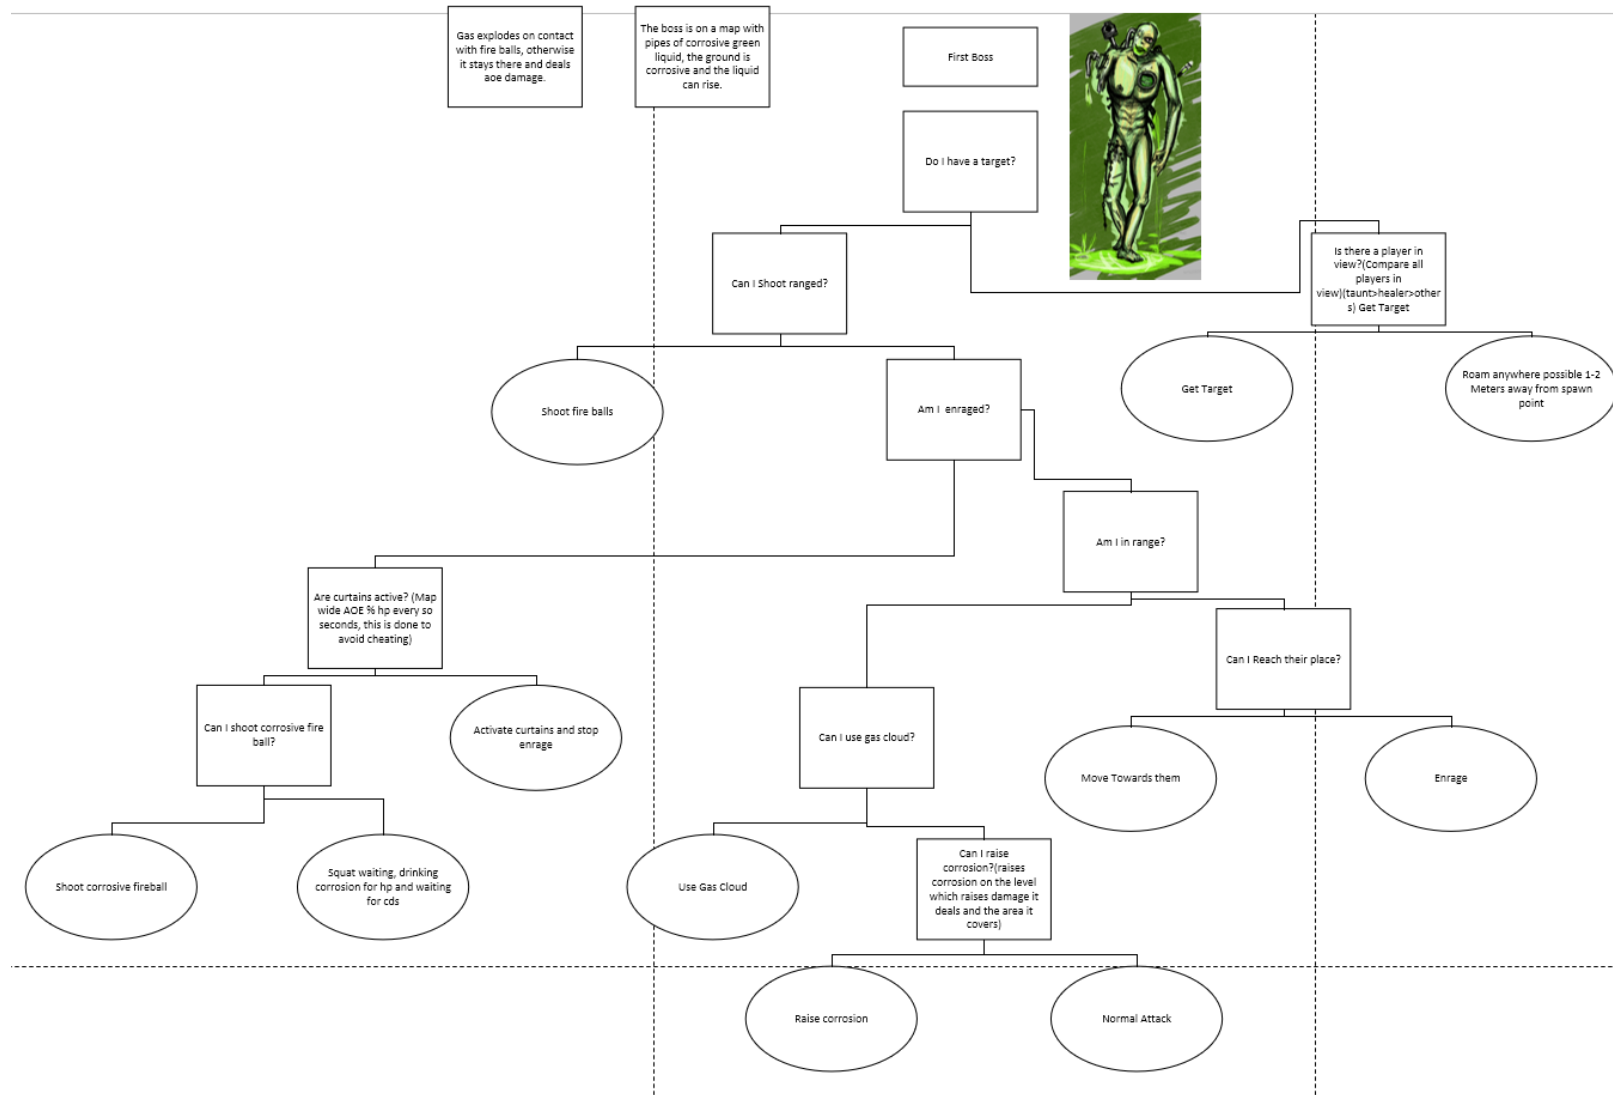 Gas explodes on contact
with fire balls, otherwise
it stays there and deals
aoe damage.
The boss is on a map with
pipes of corrosive green
liquid, the ground is
corrosive and the liquid
can rise.
First Boss
Do I have a target?
Can I Shoot ranged?
Is there a player in
view?(Compare all
players in
view)(taunt>healer>other
s) Get Target
Shoot fire balls
Am I  enraged?
Get Target
Roam anywhere possible 1-2
Meters away from spawn
point
Am I in range?
Are curtains active? (Map
wide AOE % hp every so
seconds, this is done to
avoid cheating)
Can I Reach their place?
Can I shoot corrosive fire
ball?
Activate curtains and stop
enrage
Can I use gas cloud?
Move Towards them
Enrage
Shoot corrosive fireball
Squat waiting, drinking
corrosion for hp and waiting
for cds
Use Gas Cloud
Can I raise
corrosion?(raises
corrosion on the level
which raises damage it
deals and the area it
covers)
Raise corrosion
Normal Attack